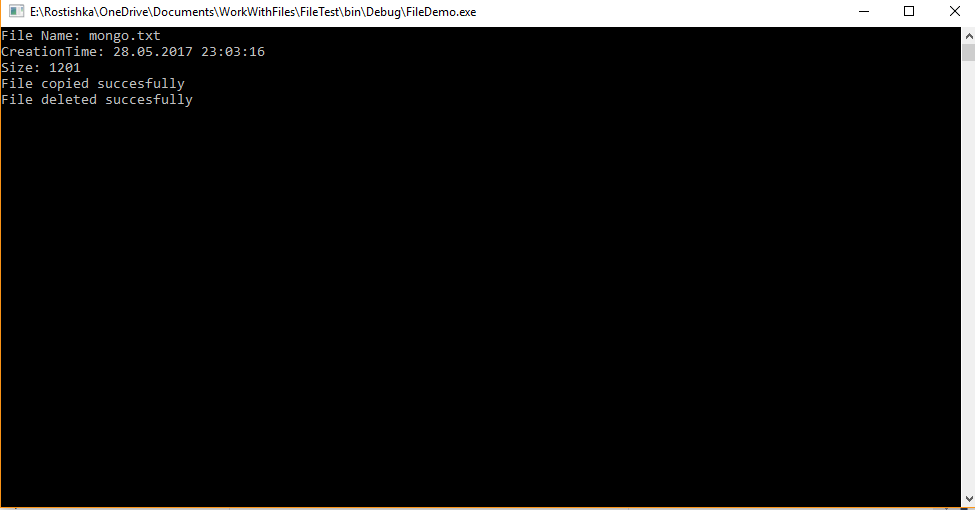 E:\Rostishka\OneDrive\Documents\WorkWithFiles\FileTest\bin\Debug\FileDemo.exe
File Name: mongo.txt
CreationTime: 28.05.2017 23:03:16
Size: 1201
File copied succesfully
File deleted succesfully